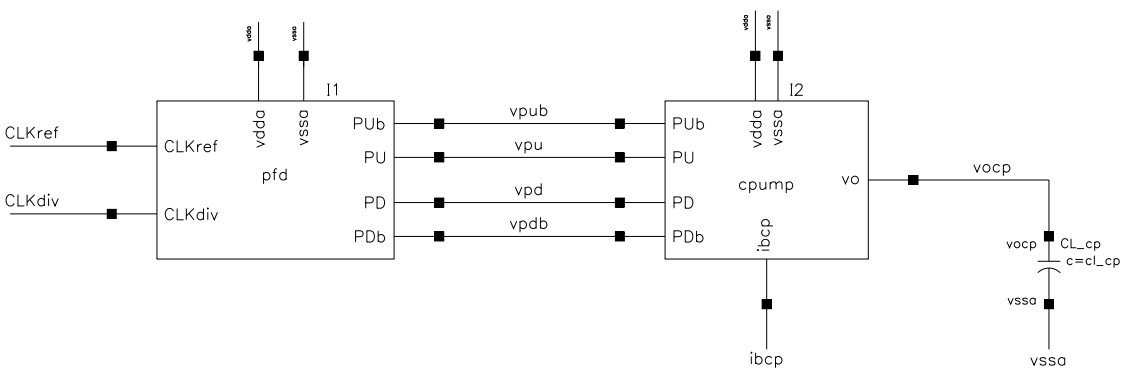 vdda
vssa
vdda
vssa
I1
I2
CLKref
CLKref
vdda
vssa
PUb
vpub
PUb
vdda
vssa
PU
vpu
PU
pfd
cpump
vo
vocp
CLKdiv
CLKdiv
PD
vpd
PD
PDb
vpdb
PDb
ibcp
vocp
CL_cp
c=cl_cp
vssa
ibcp
vssa